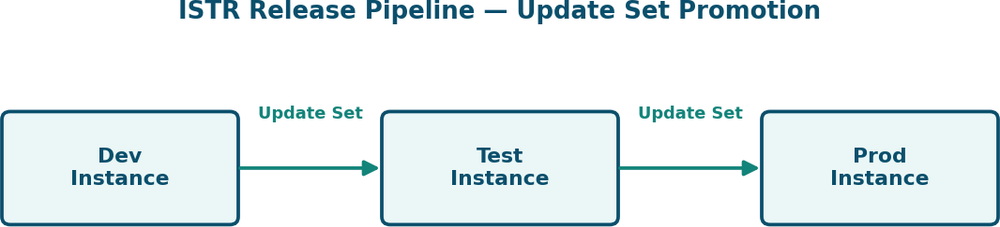 ISTR Release Pipeline — Update Set Promotion
Update Set
Update Set
Dev
Instance
Test
Instance
Prod
Instance